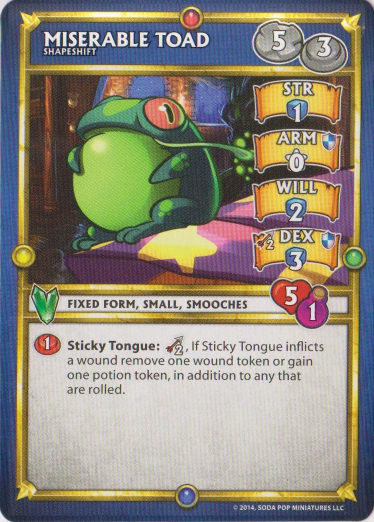 MISERABLE TOAD
SHAPESHIFT
5 3
STR
1
ARM
0
WILL
2
DEX
2 3
5
1
FIXED FORM, SMALL, SMOOCHES
1 Sticky Tongue: 2, If Sticky Tongue inflicts
a wound remove one wound token or gain
one potion token, in addition to any that
are rolled.
© 2014, SODA POP MINIATURES LLC